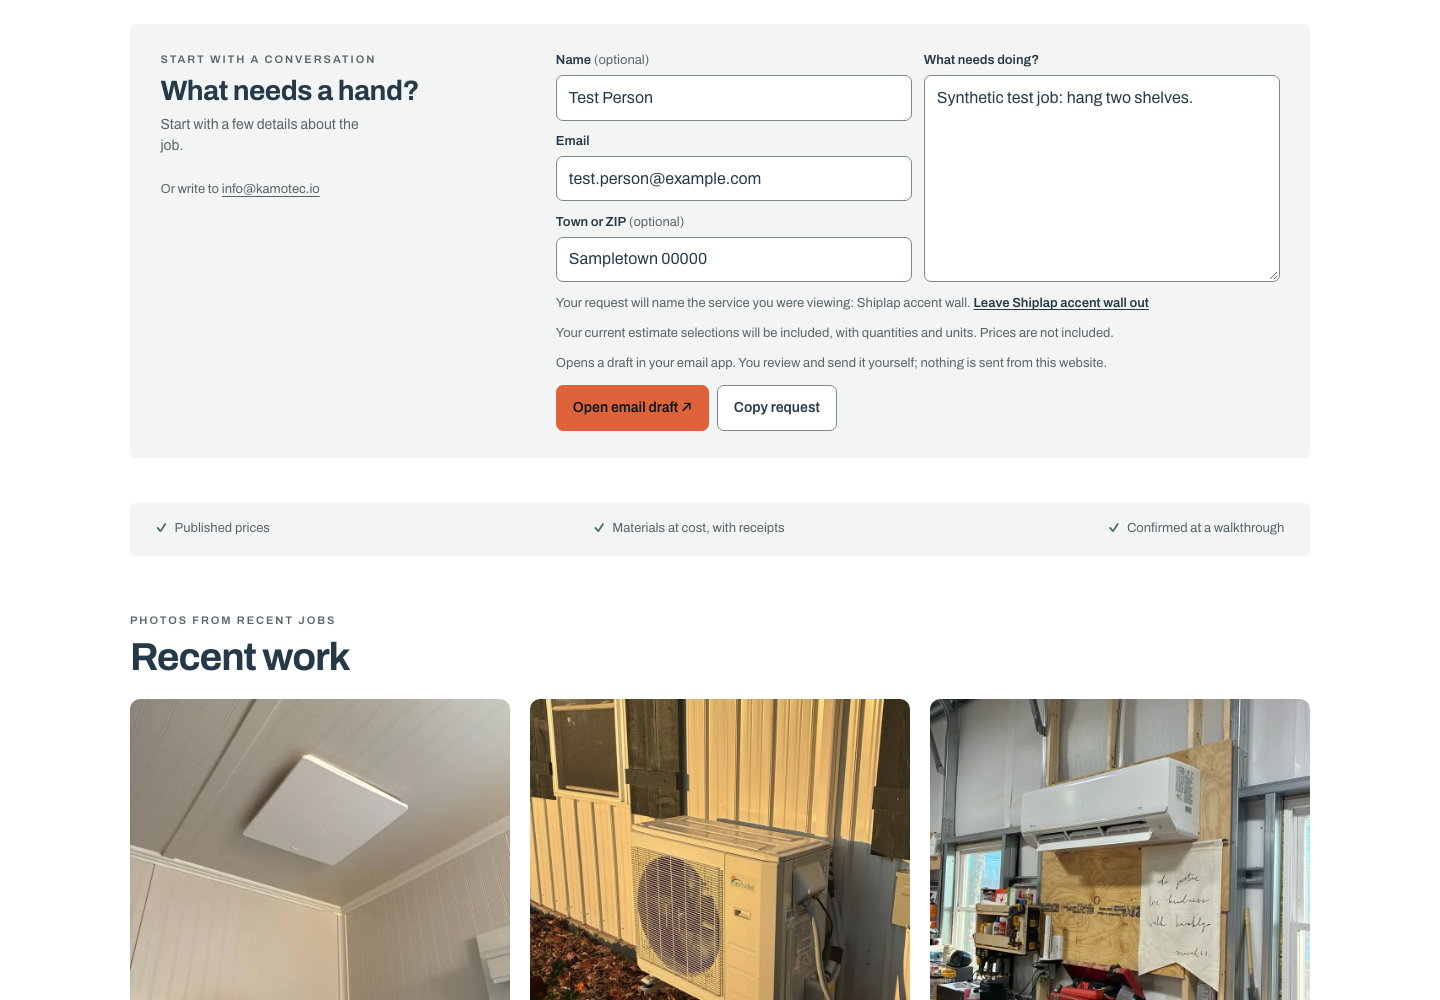 START WITH A CONVERSATION
What needs a hand?
Start with a few details about the
job.
Or write to info@kamotec.io
Name (optional)
Test Person
Email
test.person@example.com
Town or ZIP (optional)
Sampletown 00000
What needs doing?
Synthetic test job: hang two shelves.
Your request will name the service you were viewing: Shiplap accent wall. Leave Shiplap accent wall out
Your current estimate selections will be included, with quantities and units. Prices are not included.
Opens a draft in your email app. You review and send it yourself; nothing is sent from this website.
Open email draft ↗
Copy request
Published prices
Materials at cost, with receipts
Confirmed at a walkthrough
PHOTOS FROM RECENT JOBS
Recent work
do justice
love kindness
walk humbly